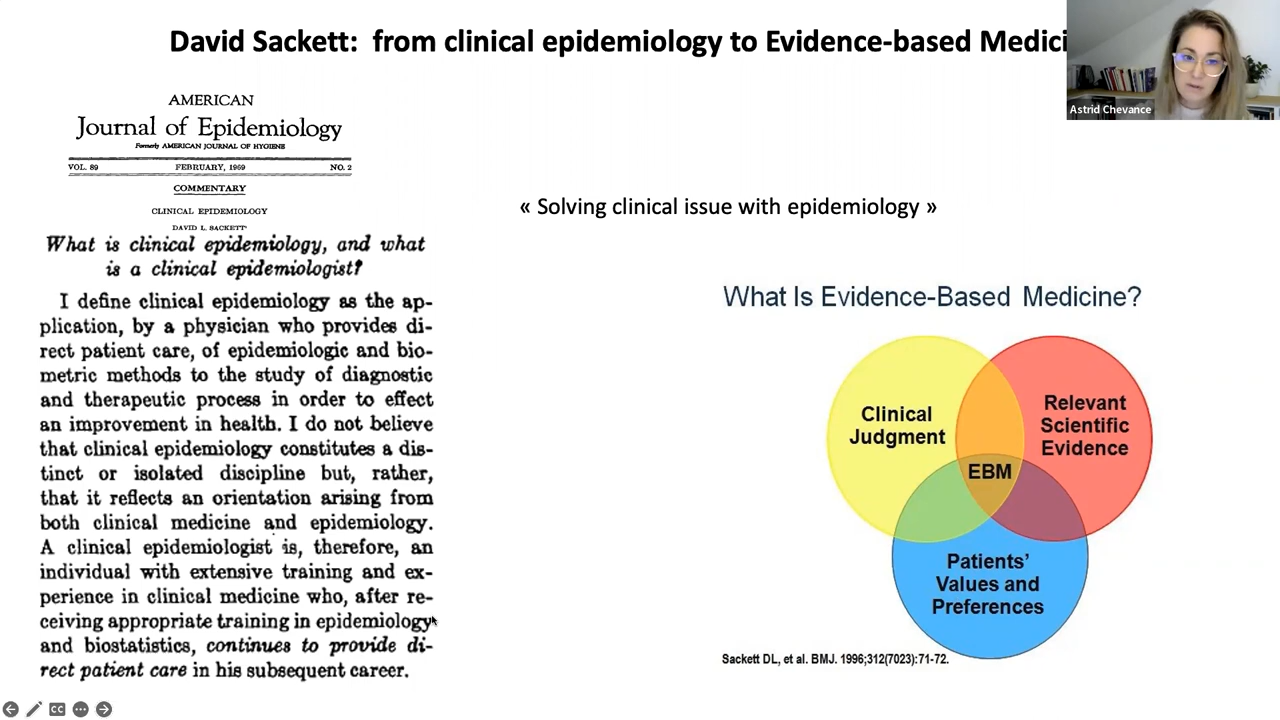 David Sackett: from clinical epidemiology to Evidence-based Medici
Astrid Chevance
AMERICAN
Journal of Epidemiology
Formerly AMERICAN JOURNAL OF HYGIENE
VOL. 89 FEBRUARY, 1969 NO. 2
COMMENTARY
CLINICAL EPIDEMIOLOGY
DAVID L. SACKETT¹
What is clinical epidemiology, and what
is a clinical epidemiologist?
I define clinical epidemiology as the ap-
plication, by a physician who provides di-
rect patient care, of epidemiologic and bio-
metric methods to the study of diagnostic
and therapeutic process in order to effect
an improvement in health. I do not believe
that clinical epidemiology constitutes a dis-
tinct or isolated discipline but, rather,
that it reflects an orientation arising from
both clinical medicine and epidemiology.
A clinical epidemiologist is, therefore, an
individual with extensive training and ex-
perience in clinical medicine who, after re-
ceiving appropriate training in epidemiology
and biostatistics, continues to provide di-
rect patient care in his subsequent career.
« Solving clinical issue with epidemiology »
What Is Evidence-Based Medicine?
Clinical
Judgment
Relevant
Scientific
Evidence
EBM
Patients'
Values and
Preferences
Sackett DL, et al. BMJ. 1996;312(7023):71-72.
CC